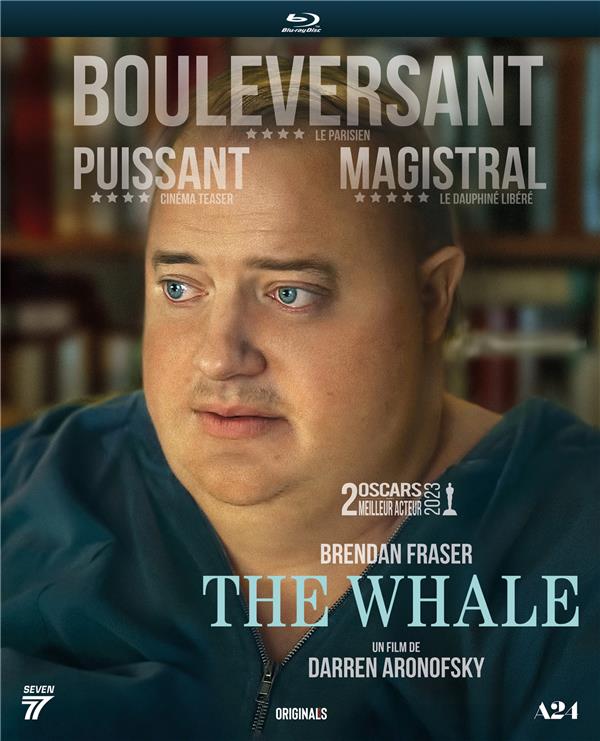 Blu-ray Disc
BOULEVERSANT
★★★★ LE PARISIEN
PUISSANT
★★★★ CINÉMA TEASER
MAGISTRAL
★★★★★ LE DAUPHINÉ LIBÉRÉ
2 OSCARS 2023
MEILLEUR ACTEUR
BRENDAN FRASER
THE WHALE
UN FILM DE
DARREN ARONOFSKY
SEVEN
77
ORIGINALS
A24